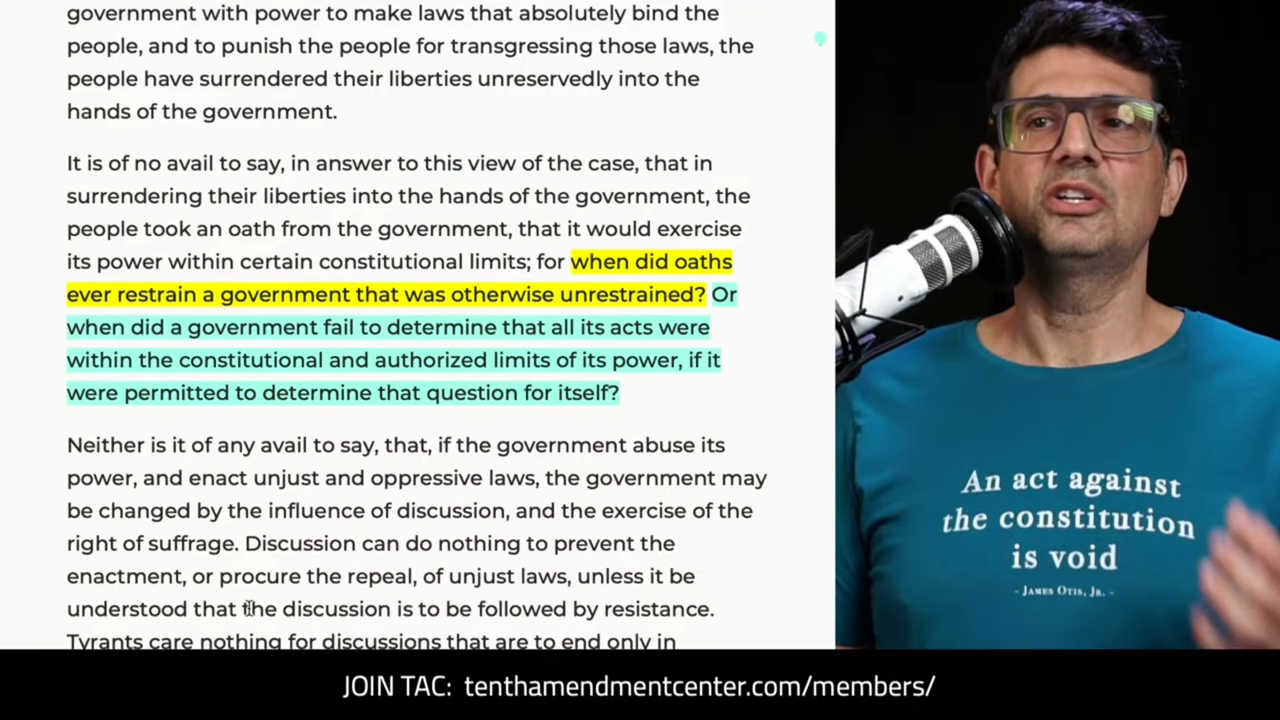 government with power to make laws that absolutely bind the
people, and to punish the people for transgressing those laws, the
people have surrendered their liberties unreservedly into the
hands of the government.
It is of no avail to say, in answer to this view of the case, that in
surrendering their liberties into the hands of the government, the
people took an oath from the government, that it would exercise
its power within certain constitutional limits; for when did oaths
ever restrain a government that was otherwise unrestrained? Or
when did a government fail to determine that all its acts were
within the constitutional and authorized limits of its power, if it
were permitted to determine that question for itself?
Neither is it of any avail to say, that, if the government abuse its
power, and enact unjust and oppressive laws, the government may
be changed by the influence of discussion, and the exercise of the
right of suffrage. Discussion can do nothing to prevent the
enactment, or procure the repeal, of unjust laws, unless it be
understood that the discussion is to be followed by resistance.
Tyrants care nothing for discussions that are to end only in
An act against
the constitution
is void
- James Otis, Jr. -
JOIN TAC: tenthamendmentcenter.com/members/